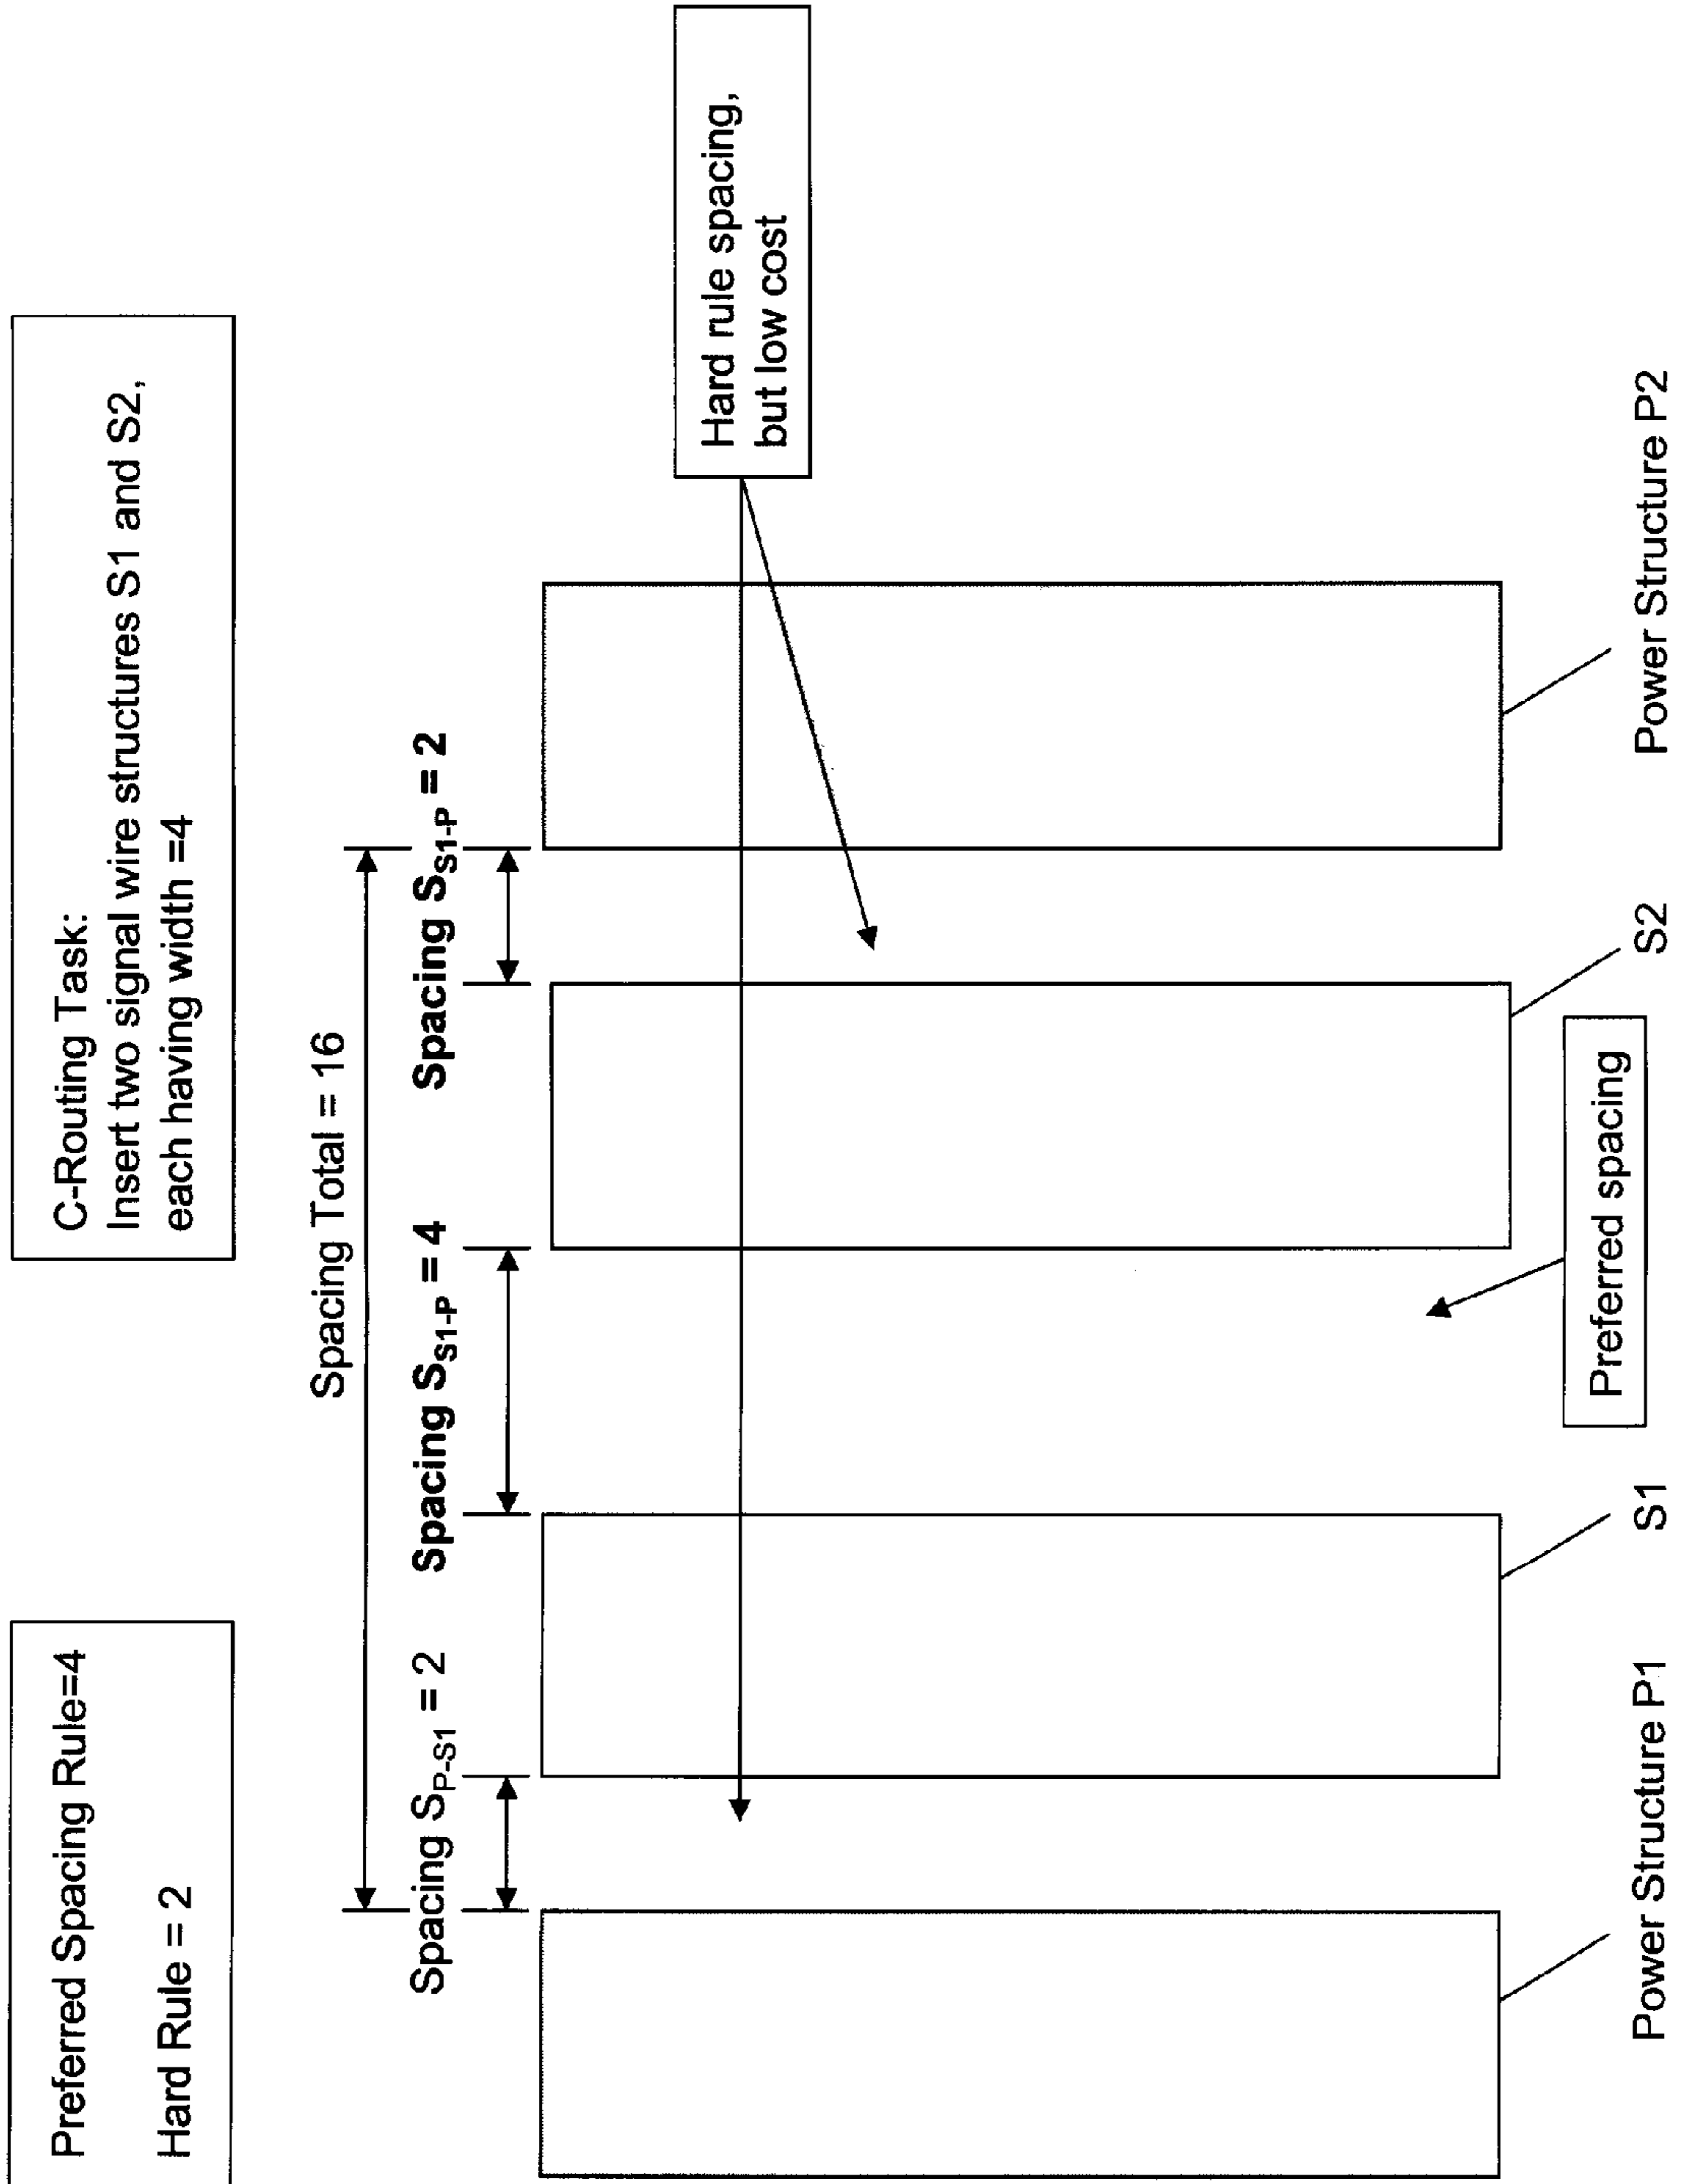 Preferred Spacing Rule=4
Hard Rule = 2
C-Routing Task:
Insert two signal wire structures S1 and S2,
each having width =4
Spacing Total = 16
Spacing SP-S1 = 2
Spacing SS1-P = 4
Spacing SS1-P = 2
Hard rule spacing,
but low cost
Preferred spacing
Power Structure P1
S1
S2
Power Structure P2